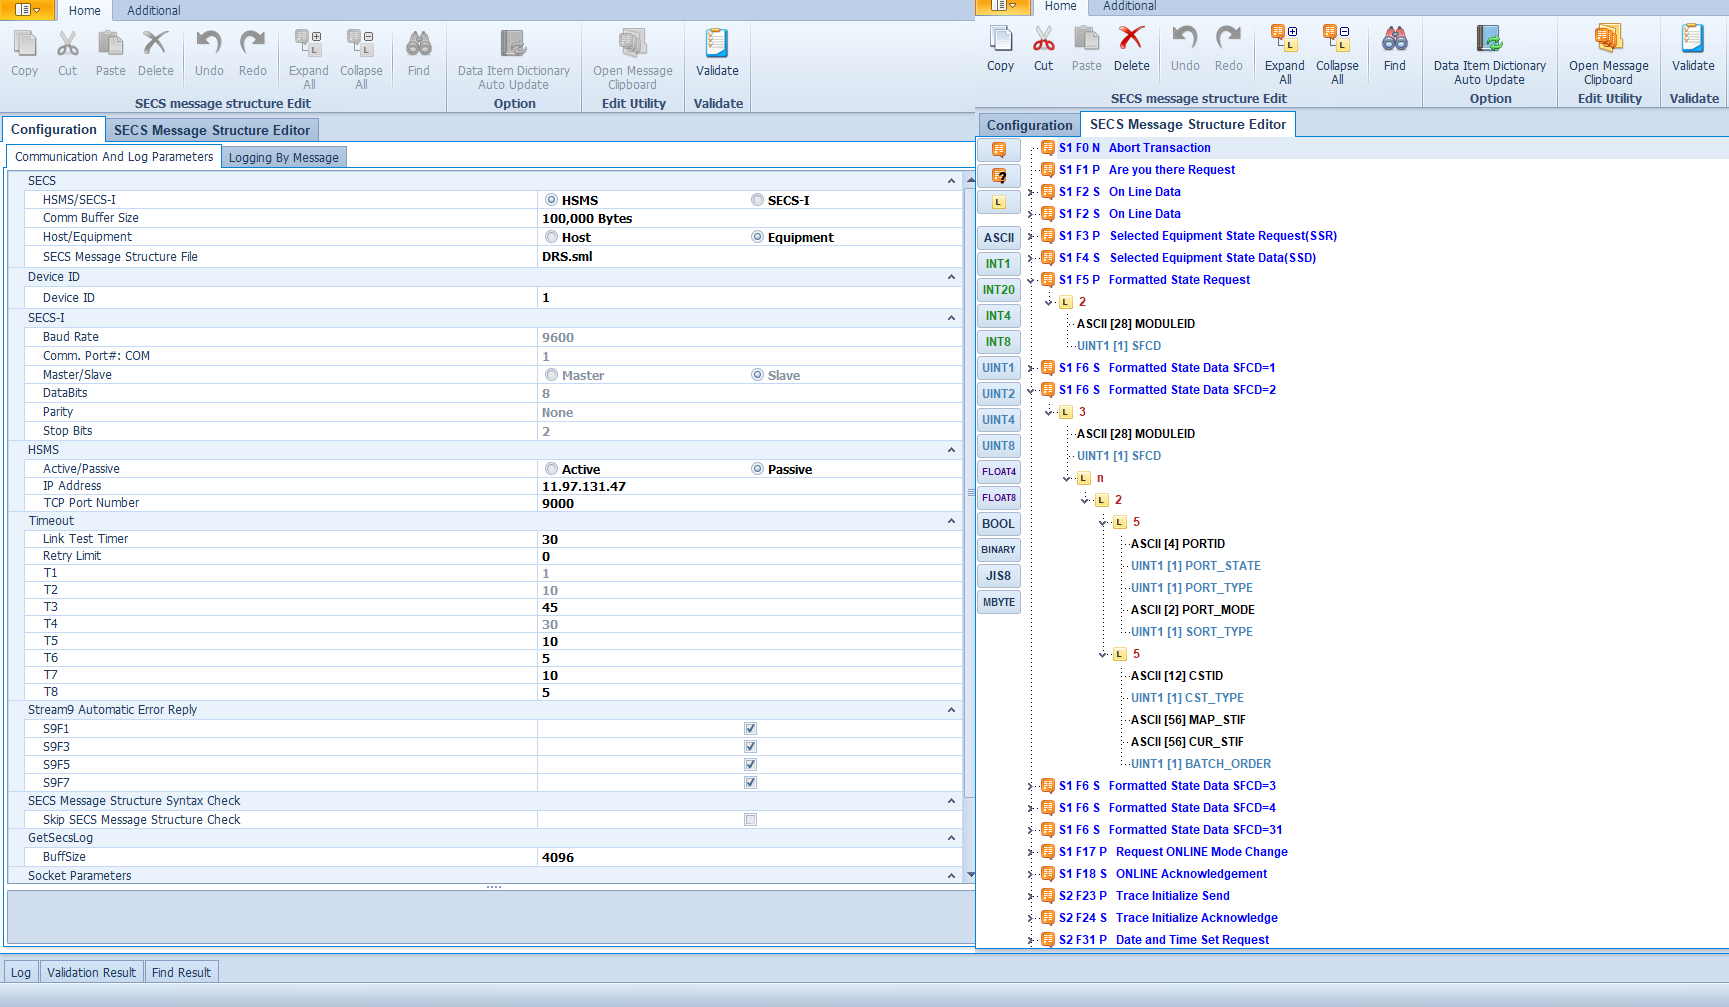 Home Additional
Copy Cut Paste Delete Undo Redo Expand All Collapse All Find Data Item Dictionary Auto Update Open Message Clipboard Validate
SECS message structure Edit Option Edit Utility Validate
Configuration SECS Message Structure Editor
Communication And Log Parameters Logging By Message
SECS
HSMS/SECS-I HSMS SECS-I
Comm Buffer Size 100,000 Bytes
Host/Equipment Host Equipment
SECS Message Structure File DRS.sml
Device ID
Device ID 1
SECS-I
Baud Rate 9600
Comm. Port#: COM 1
Master/Slave Master Slave
DataBits 8
Parity None
Stop Bits 2
HSMS
Active/Passive Active Passive
IP Address 11.97.131.47
TCP Port Number 9000
Timeout
Link Test Timer 30
Retry Limit 0
T1 1
T2 10
T3 45
T4 30
T5 10
T6 5
T7 10
T8 5
Stream9 Automatic Error Reply
S9F1
S9F3
S9F5
S9F7
SECS Message Structure Syntax Check
Skip SECS Message Structure Check
GetSecsLog
BuffSize 4096
Socket Parameters
Log Validation Result Find Result
Home Additional
Copy Cut Paste Delete Undo Redo Expand All Collapse All Find Data Item Dictionary Auto Update Open Message Clipboard Validate
SECS message structure Edit Option Edit Utility Validate
Configuration SECS Message Structure Editor
?
L
ASCII
INT1
INT20
INT4
INT8
UINT1
UINT2
UINT4
UINT8
FLOAT4
FLOAT8
BOOL
BINARY
JIS8
MBYTE
S1 F0 N Abort Transaction
S1 F1 P Are you there Request
S1 F2 S On Line Data
S1 F2 S On Line Data
S1 F3 P Selected Equipment State Request(SSR)
S1 F4 S Selected Equipment State Data(SSD)
S1 F5 P Formatted State Request
L 2
ASCII [28] MODULEID
UINT1 [1] SFCD
S1 F6 S Formatted State Data SFCD=1
S1 F6 S Formatted State Data SFCD=2
L 3
ASCII [28] MODULEID
UINT1 [1] SFCD
L n
L 2
L 5
ASCII [4] PORTID
UINT1 [1] PORT_STATE
UINT1 [1] PORT_TYPE
ASCII [2] PORT_MODE
UINT1 [1] SORT_TYPE
L 5
ASCII [12] CSTID
UINT1 [1] CST_TYPE
ASCII [56] MAP_STIF
ASCII [56] CUR_STIF
UINT1 [1] BATCH_ORDER
S1 F6 S Formatted State Data SFCD=3
S1 F6 S Formatted State Data SFCD=4
S1 F6 S Formatted State Data SFCD=31
S1 F17 P Request ONLINE Mode Change
S1 F18 S ONLINE Acknowledgement
S2 F23 P Trace Initialize Send
S2 F24 S Trace Initialize Acknowledge
S2 F31 P Date and Time Set Request